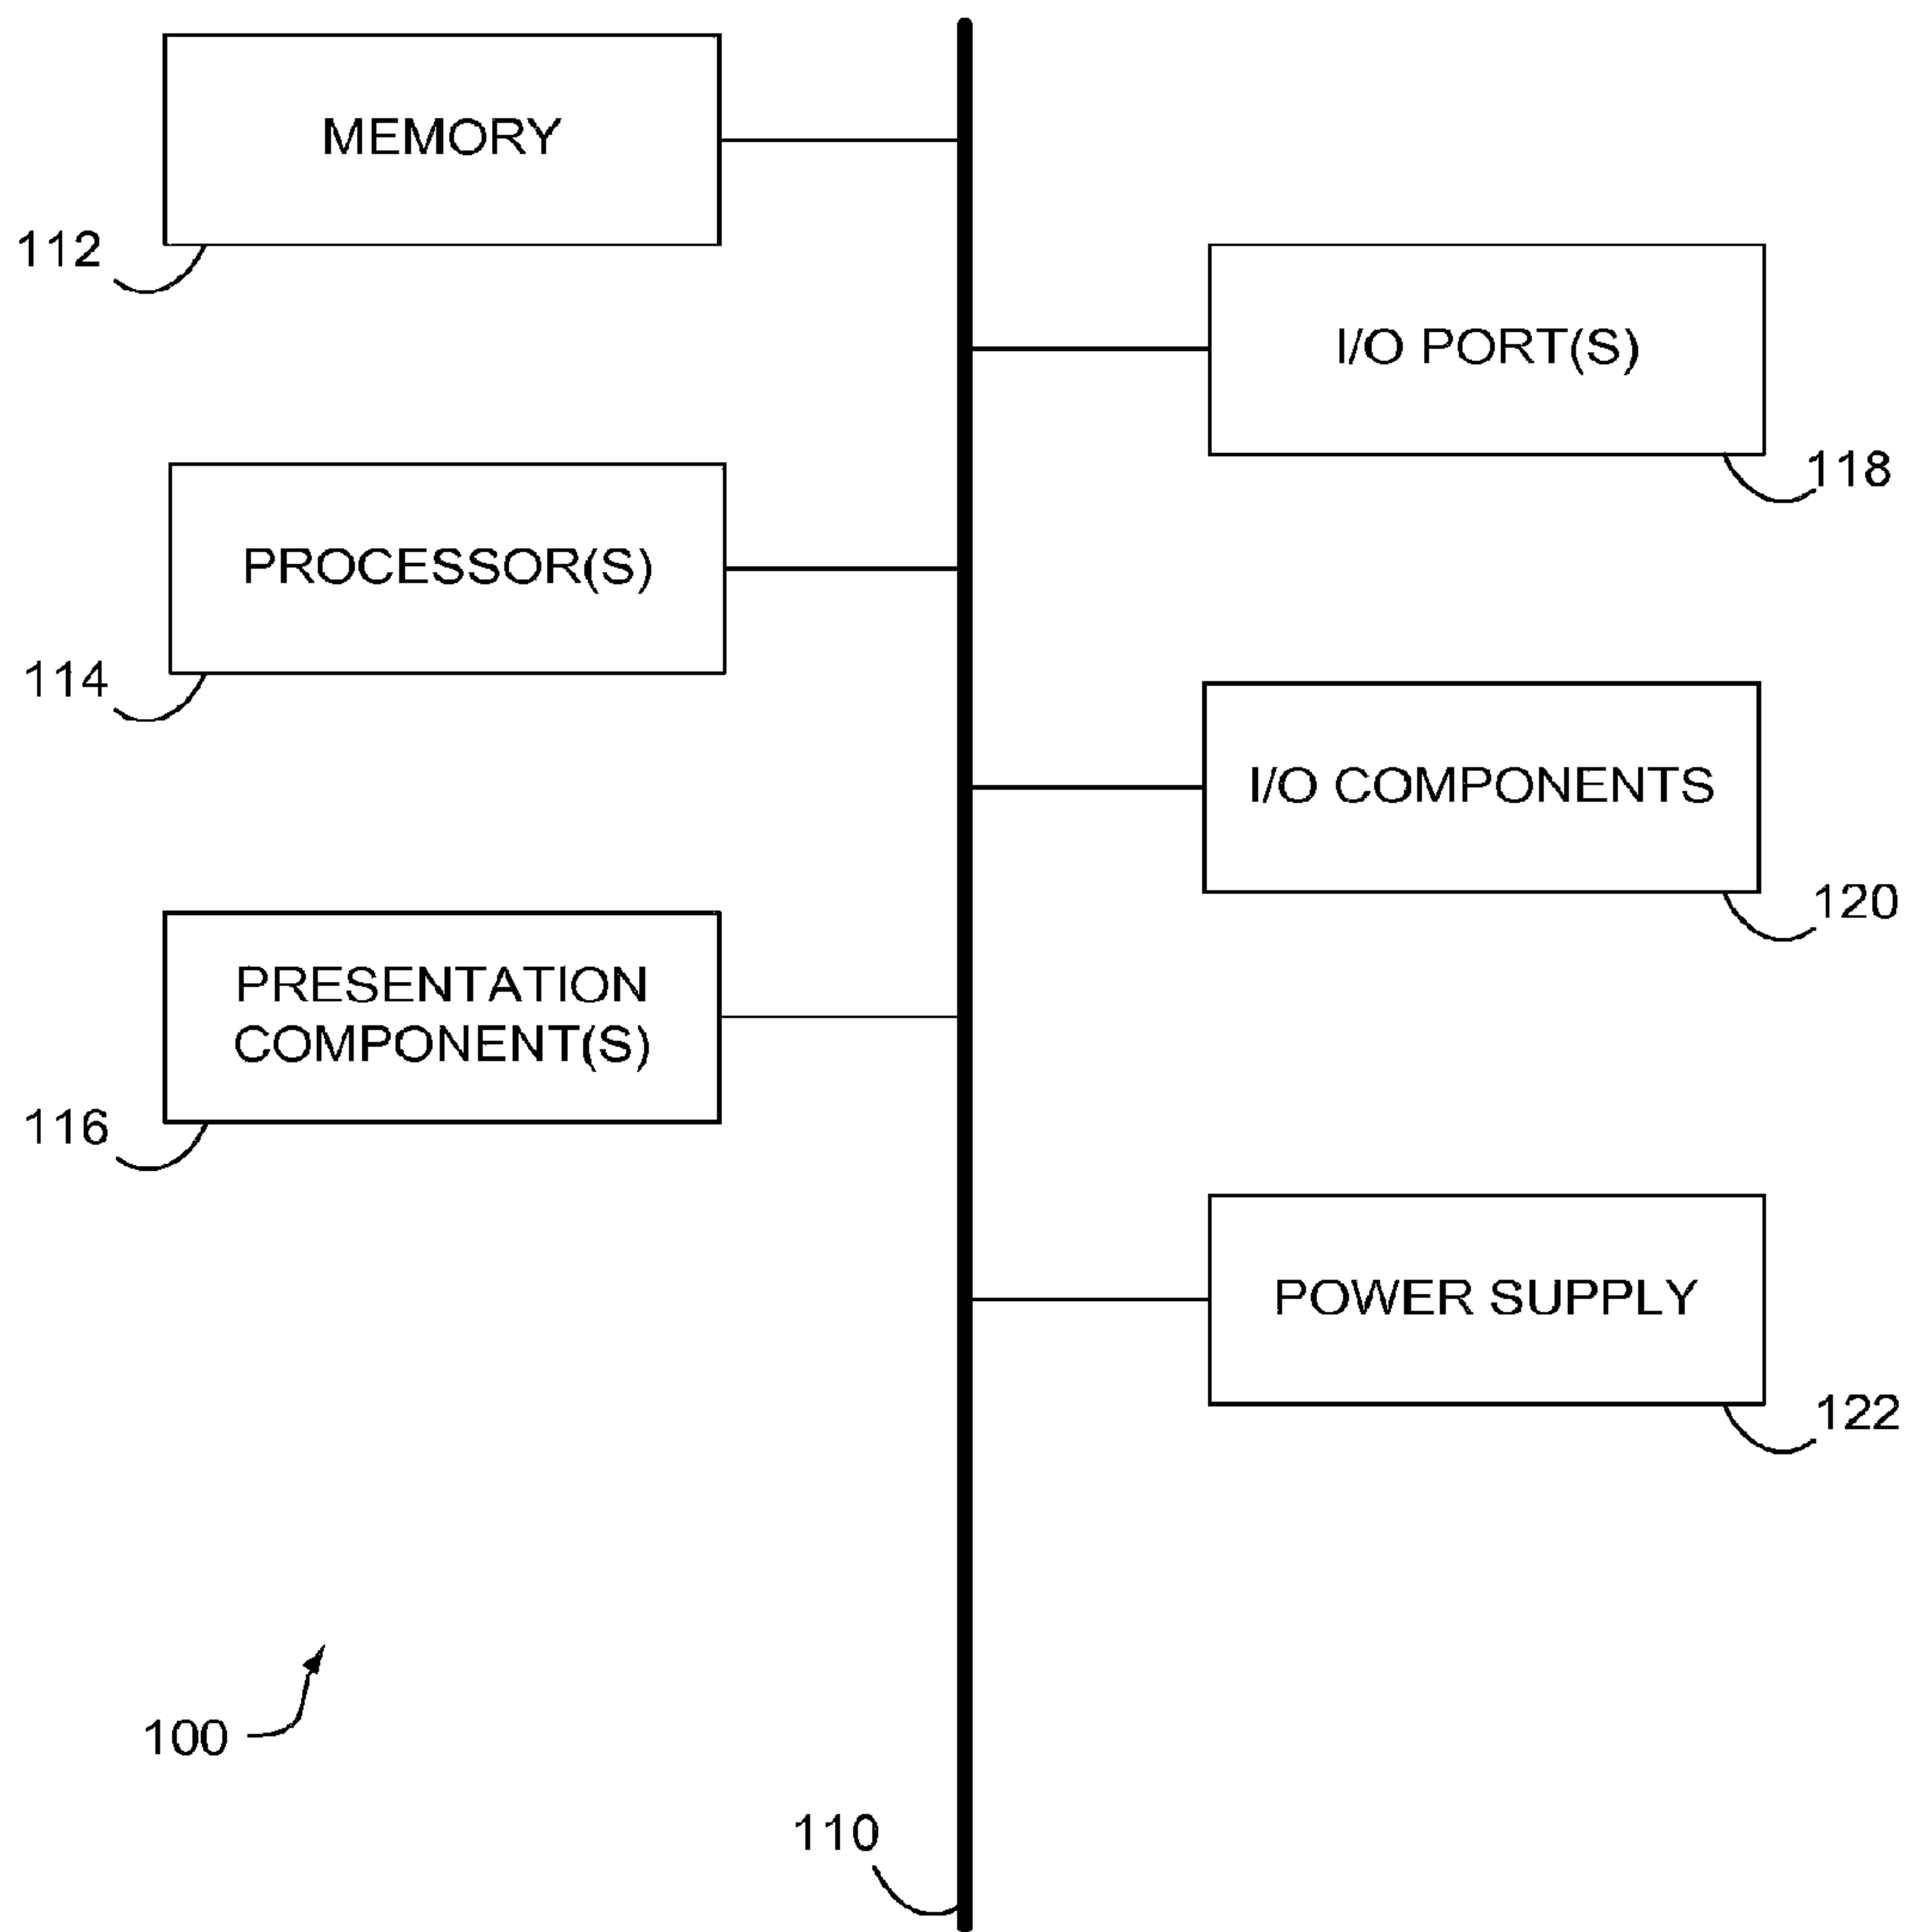 MEMORY
112
I/O PORT(S)
118
PROCESSOR(S)
114
I/O COMPONENTS
120
PRESENTATION
COMPONENT(S)
116
POWER SUPPLY
122
100
110